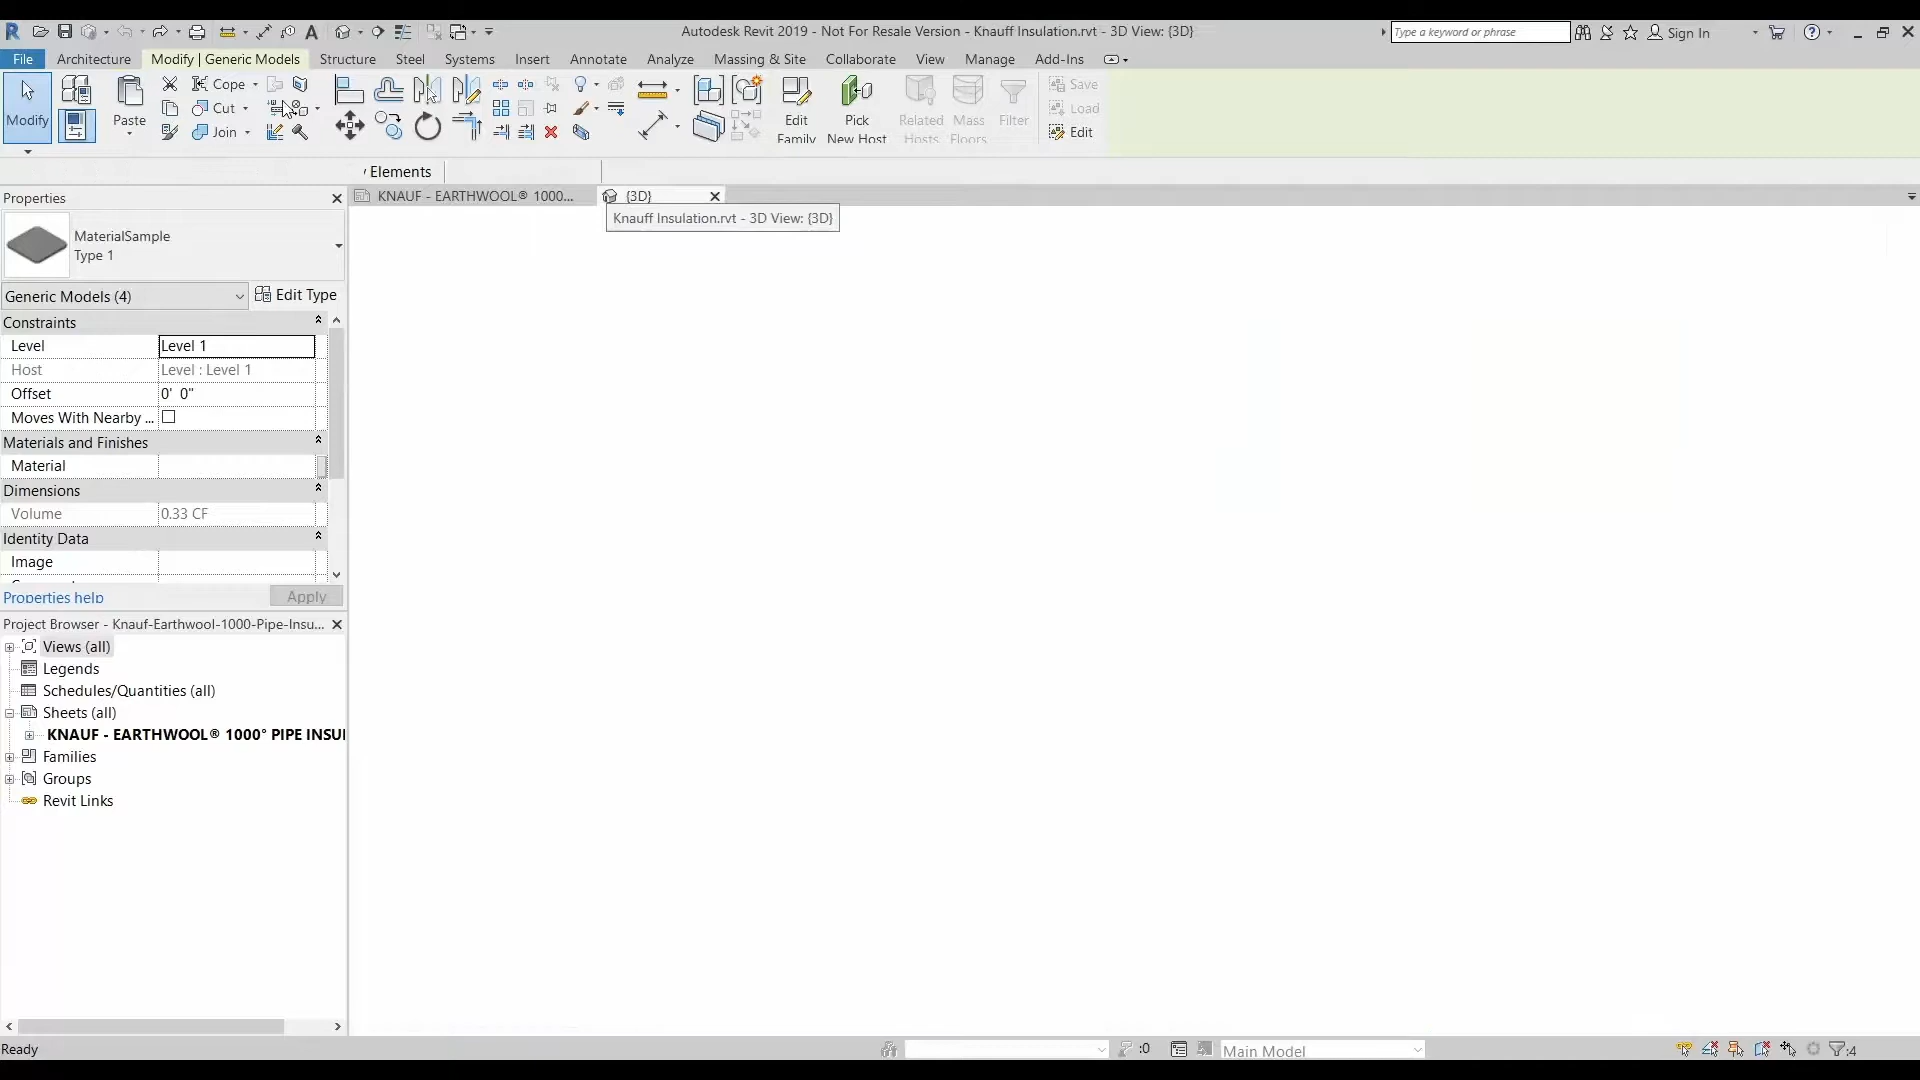 Autodesk Revit 2019 - Not For Resale Version - Knauff Insulation.rvt - 3D View: {3D}
Type a keyword or phrase
Sign In
File
Architecture
Modify | Generic Models
Structure
Steel
Systems
Insert
Annotate
Analyze
Massing & Site
Collaborate
View
Manage
Add-Ins
Modify
Paste
Cope
Cut
Join
Edit
Family
Pick
New Host
Related
Hosts
Mass
Floors
Filter
Save
Load
Edit
Elements
Properties
KNAUF - EARTHWOOL® 1000...
{3D}
Knauff Insulation.rvt - 3D View: {3D}
MaterialSample
Type 1
Generic Models (4)
Edit Type
Constraints
Level
Level 1
Host
Level : Level 1
Offset
0' 0"
Moves With Nearby ...
Materials and Finishes
Material
Dimensions
Volume
0.33 CF
Identity Data
Image
Properties help
Apply
Project Browser - Knauf-Earthwool-1000-Pipe-Insu...
Views (all)
Legends
Schedules/Quantities (all)
Sheets (all)
KNAUF - EARTHWOOL® 1000° PIPE INSU
Families
Groups
Revit Links
Ready
:0
Main Model
:4